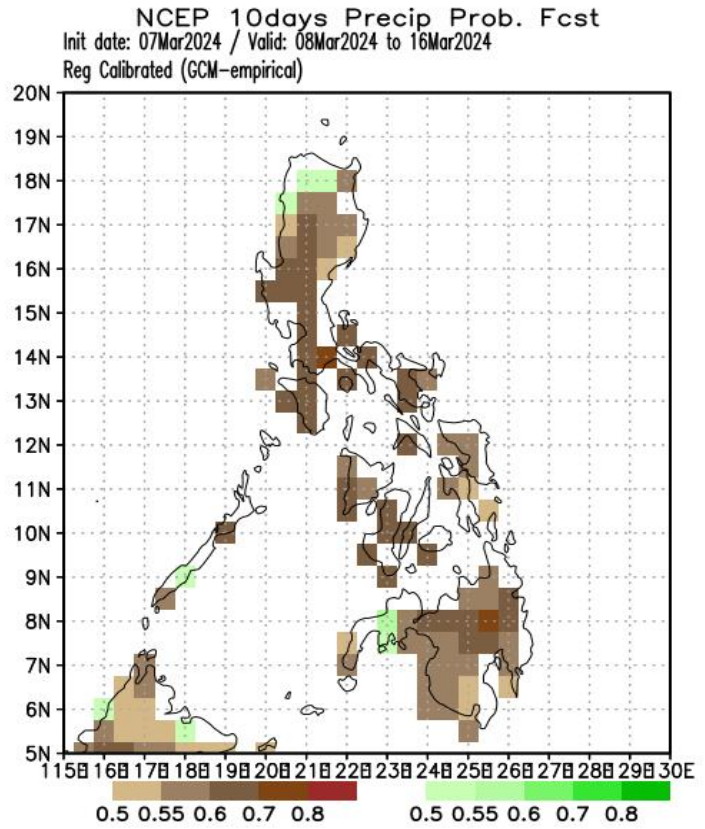 NCEP 10days Precip Prob. Fcst
Init date: 07Mar2024 / Valid: 08Mar2024 to 16Mar2024
Reg Calibrated (GCM-empirical)
20N
19N
18N
17N
16N
15N
14N
13N
12N
11N
10N
9N
8N
7N
6N
5N
115E 116E 117E 118E 119E 120E 121E 122E 123E 124E 125E 126E 127E 128E 129E 130E
0.5 0.55 0.6 0.7 0.8 0.5 0.55 0.6 0.7 0.8